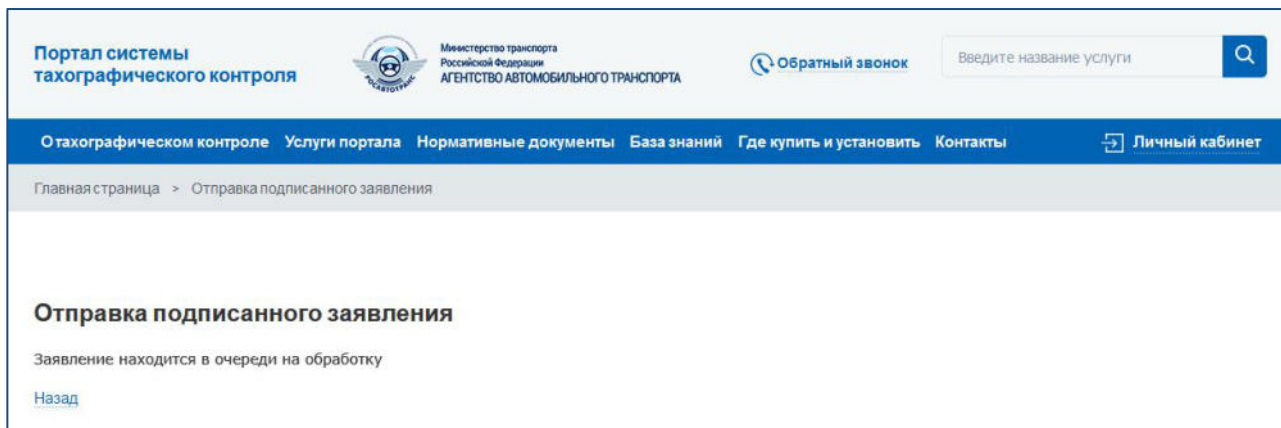 Портал системы
тахографического контроля
РОСАВТОТРАНС
Министерство транспорта
Российской Федерации
АГЕНТСТВО АВТОМОБИЛЬНОГО ТРАНСПОРТА
Обратный звонок
Введите название услуги
О тахографическом контроле Услуги портала Нормативные документы База знаний Где купить и установить Контакты Личный кабинет
Главная страница > Отправка подписанного заявления
Отправка подписанного заявления
Заявление находится в очереди на обработку
Назад